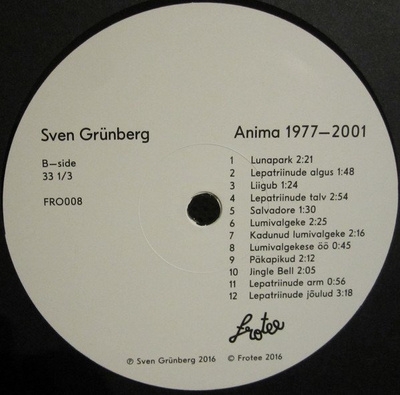 Sven Grünberg
Anima 1977—2001
B—side
33 1/3
FRO008
1 Lunapark 2:21
2 Lepatriinude algus 1:48
3 Liigub 1:24
4 Lepatriinude talv 2:54
5 Salvadore 1:30
6 Lumivalgeke 2:25
7 Kadunud lumivalgeke 2:16
8 Lumivalgekese öö 0:45
9 Päkapikud 2:12
10 Jingle Bell 2:05
11 Lepatriinude arm 0:56
12 Lepatriinude jõulud 3:18
Frotee
℗ Sven Grünberg 2016 © Frotee 2016